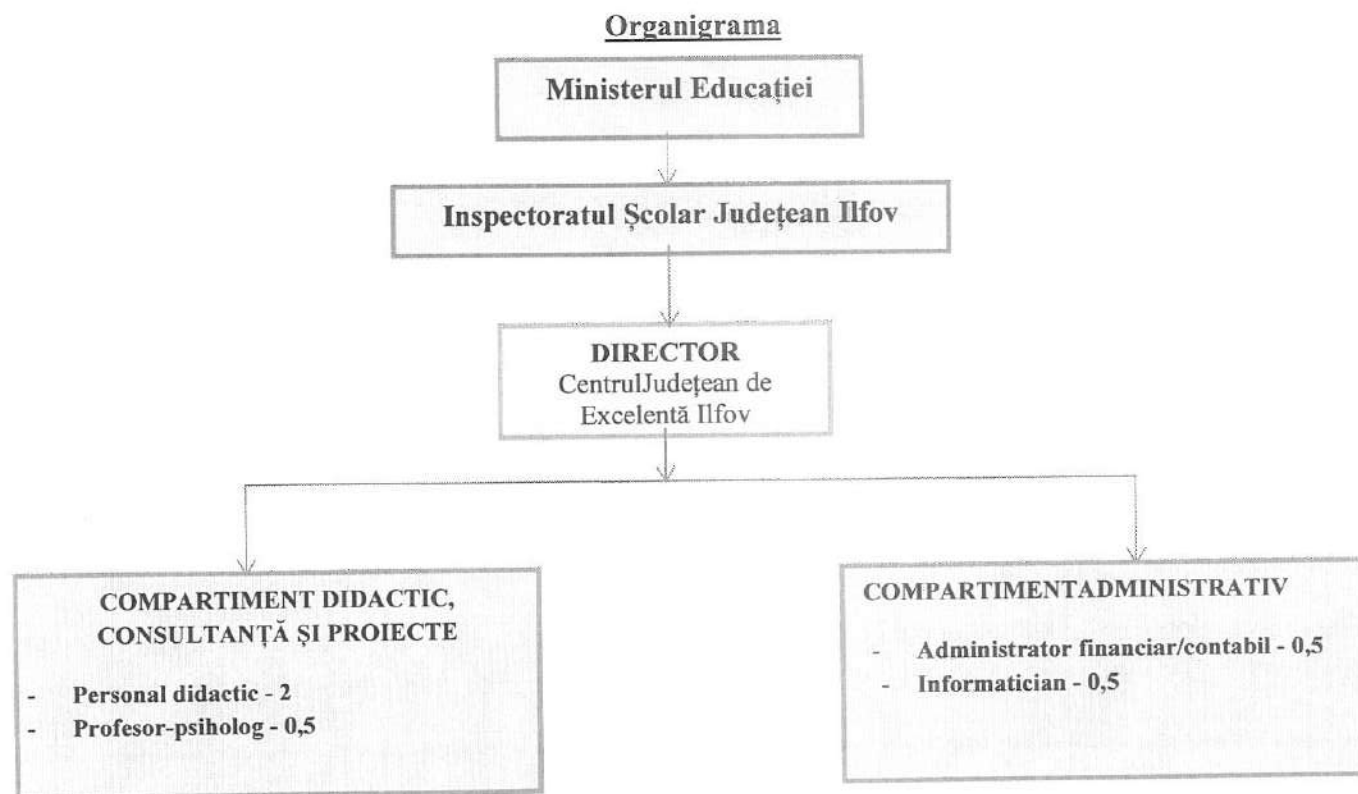 Organigrama
Ministerul Educației
Inspectoratul Școlar Județean Ilfov
DIRECTOR
CentrulJudețean de
Excelentă Ilfov
COMPARTIMENT DIDACTIC,
CONSULTANȚĂ ȘI PROIECTE
- Personal didactic - 2
- Profesor-psiholog - 0,5
COMPARTIMENTADMINISTRATIV
- Administrator financiar/contabil - 0,5
- Informatician - 0,5